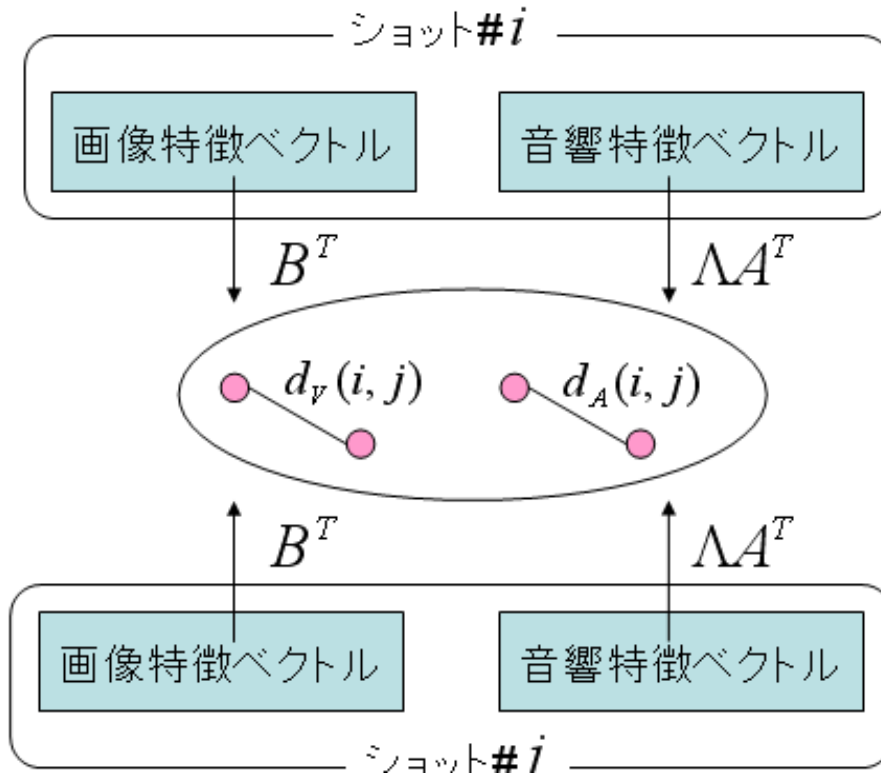 ショット#i
画像特徴ベクトル
音響特徴ベクトル
B^T
ΛA^T
d_V(i, j)
d_A(i, j)
B^T
ΛA^T
画像特徴ベクトル
音響特徴ベクトル
ショット#j